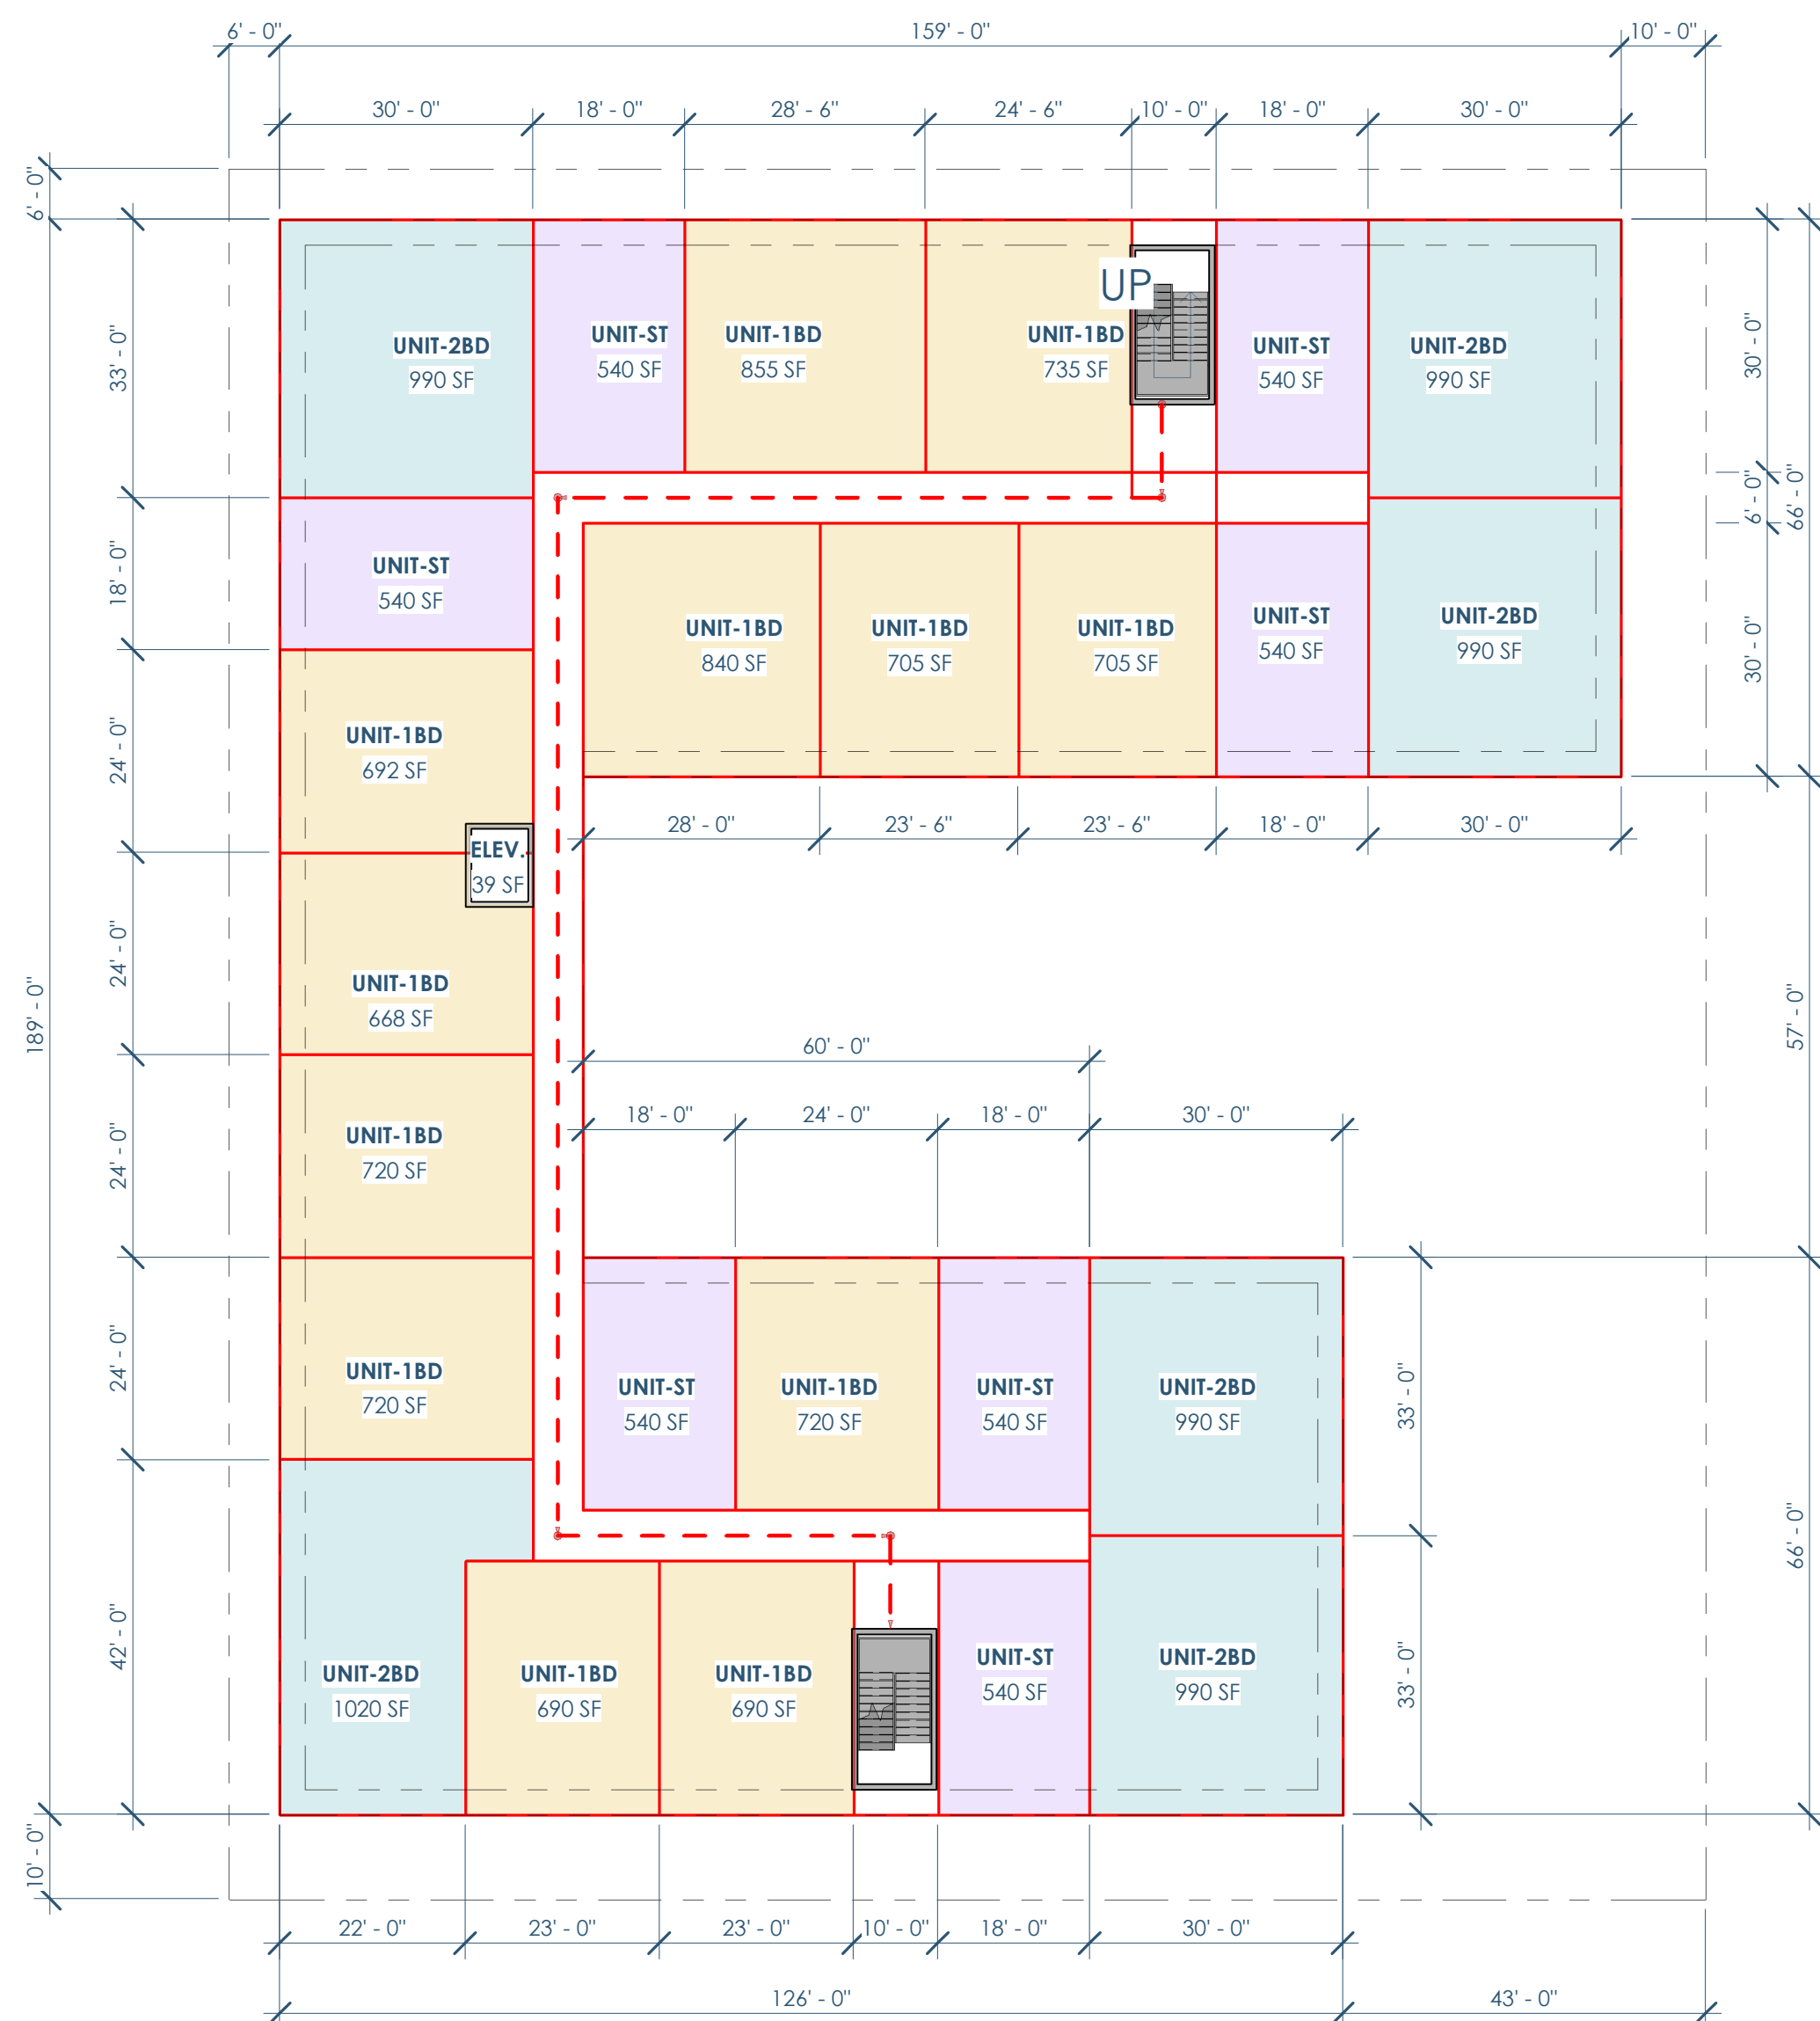 6' - 0"
159' - 0"
10' - 0"
30' - 0"
18' - 0"
28' - 6"
24' - 6"
10' - 0"
18' - 0"
30' - 0"
6' - 0"
33' - 0"
18' - 0"
24' - 0"
24' - 0"
24' - 0"
24' - 0"
42' - 0"
189' - 0"
10' - 0"
UNIT-2BD
990 SF
UNIT-ST
540 SF
UNIT-1BD
855 SF
UNIT-1BD
735 SF
UP
UNIT-ST
540 SF
UNIT-2BD
990 SF
30' - 0"
6' - 0"
66' - 0"
30' - 0"
UNIT-ST
540 SF
UNIT-1BD
840 SF
UNIT-1BD
705 SF
UNIT-1BD
705 SF
UNIT-ST
540 SF
UNIT-2BD
990 SF
UNIT-1BD
692 SF
28' - 0"
23' - 6"
23' - 6"
18' - 0"
30' - 0"
ELEV.
39 SF
UNIT-1BD
668 SF
57' - 0"
60' - 0"
18' - 0"
24' - 0"
18' - 0"
30' - 0"
UNIT-1BD
720 SF
UNIT-1BD
720 SF
UNIT-ST
540 SF
UNIT-1BD
720 SF
UNIT-ST
540 SF
UNIT-2BD
990 SF
33' - 0"
66' - 0"
33' - 0"
UNIT-2BD
1020 SF
UNIT-1BD
690 SF
UNIT-1BD
690 SF
UNIT-ST
540 SF
UNIT-2BD
990 SF
22' - 0"
23' - 0"
23' - 0"
10' - 0"
18' - 0"
30' - 0"
126' - 0"
43' - 0"